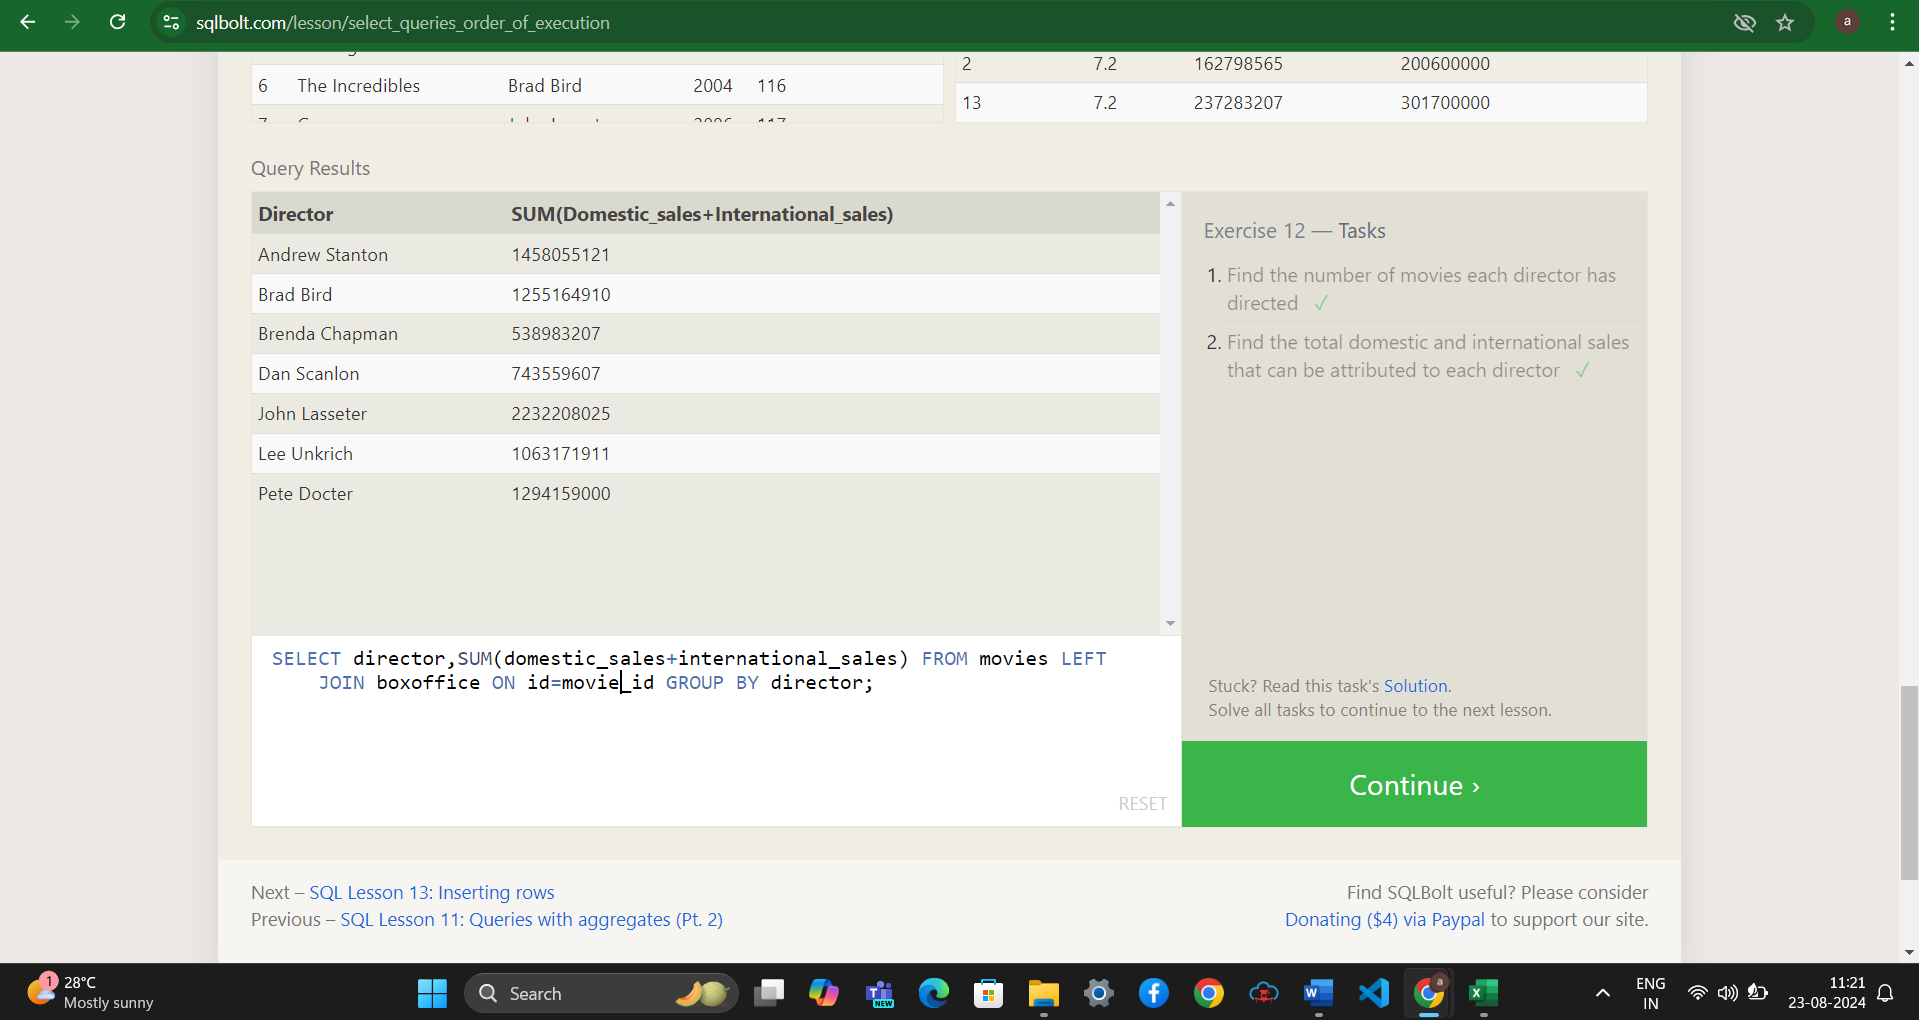 sqlbolt.com/lesson/select_queries_order_of_execution
a
6 The Incredibles Brad Bird 2004 116
2 7.2 162798565 200600000
13 7.2 237283207 301700000
Query Results
Director SUM(Domestic_sales+International_sales)
Andrew Stanton 1458055121
Brad Bird 1255164910
Brenda Chapman 538983207
Dan Scanlon 743559607
John Lasseter 2232208025
Lee Unkrich 1063171911
Pete Docter 1294159000
Exercise 12 — Tasks
1. Find the number of movies each director has
directed ✓
2. Find the total domestic and international sales
that can be attributed to each director ✓
SELECT director,SUM(domestic_sales+international_sales) FROM movies LEFT
JOIN boxoffice ON id=movie_id GROUP BY director;
RESET
Stuck? Read this task's Solution.
Solve all tasks to continue to the next lesson.
Continue ›
Next – SQL Lesson 13: Inserting rows
Previous – SQL Lesson 11: Queries with aggregates (Pt. 2)
Find SQLBolt useful? Please consider
Donating ($4) via Paypal to support our site.
1
28°C
Mostly sunny
Search
NEW
a
ENG
IN
11:21
23-08-2024